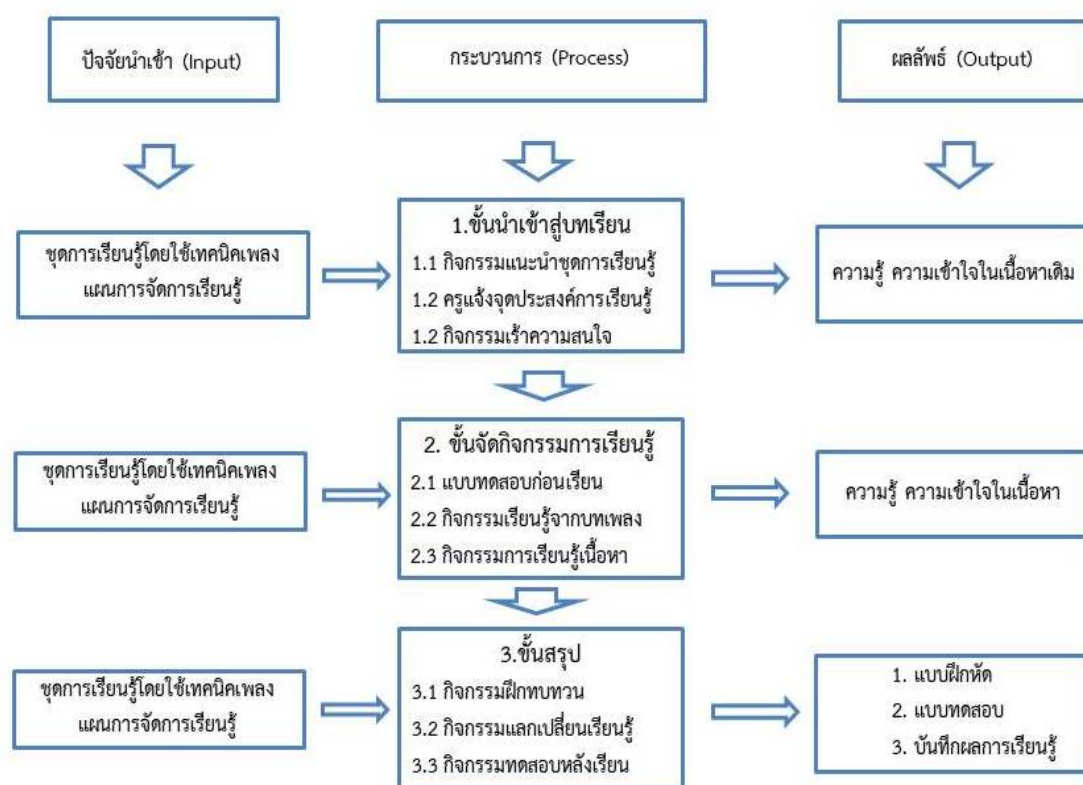 ปัจจัยนำเข้า (Input)
กระบวนการ (Process)
ผลลัพธ์ (Output)
ชุดการเรียนรู้โดยใช้เทคนิคเพลง
แผนการจัดการเรียนรู้
1.ขั้นนำเข้าสู่บทเรียน
1.1 กิจกรรมแนะนำชุดการเรียนรู้
1.2 ครูแจ้งจุดประสงค์การเรียนรู้
1.2 กิจกรรมเร้าความสนใจ
ความรู้ ความเข้าใจในเนื้อหาเดิม
ชุดการเรียนรู้โดยใช้เทคนิคเพลง
แผนการจัดการเรียนรู้
2. ขั้นจัดกิจกรรมการเรียนรู้
2.1 แบบทดสอบก่อนเรียน
2.2 กิจกรรมเรียนรู้จากบทเพลง
2.3 กิจกรรมการเรียนรู้เนื้อหา
ความรู้ ความเข้าใจในเนื้อหา
ชุดการเรียนรู้โดยใช้เทคนิคเพลง
แผนการจัดการเรียนรู้
3.ขั้นสรุป
3.1 กิจกรรมฝึกทบทวน
3.2 กิจกรรมแลกเปลี่ยนเรียนรู้
3.3 กิจกรรมทดสอบหลังเรียน
1. แบบฝึกหัด
2. แบบทดสอบ
3. บันทึกผลการเรียนรู้